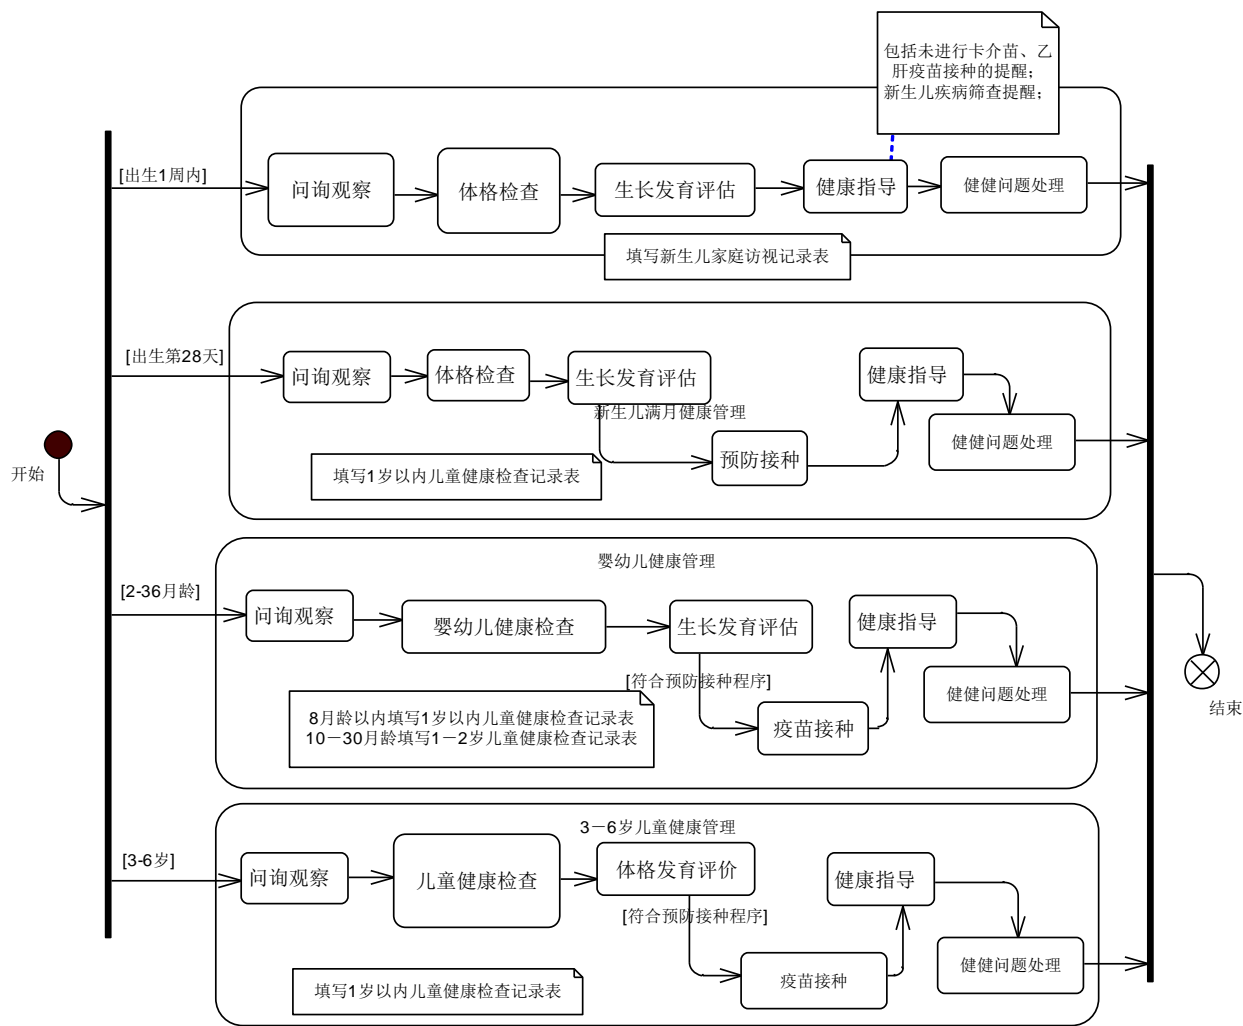 包括未进行卡介苗、乙
肝疫苗接种的提醒；
新生儿疾病筛查提醒；
[出生1周内]
问询观察
体格检查
生长发育评估
健康指导
健健问题处理
填写新生儿家庭访视记录表
[出生第28天]
问询观察
体格检查
生长发育评估
健康指导
新生儿满月健康管理
健健问题处理
预防接种
填写1岁以内儿童健康检查记录表
开始
婴幼儿健康管理
[2-36月龄]
问询观察
婴幼儿健康检查
生长发育评估
健康指导
[符合预防接种程序]
健健问题处理
8月龄以内填写1岁以内儿童健康检查记录表
10－30月龄填写1－2岁儿童健康检查记录表
疫苗接种
结束
3－6岁儿童健康管理
[3-6岁]
问询观察
儿童健康检查
体格发育评价
健康指导
[符合预防接种程序]
健健问题处理
疫苗接种
填写1岁以内儿童健康检查记录表